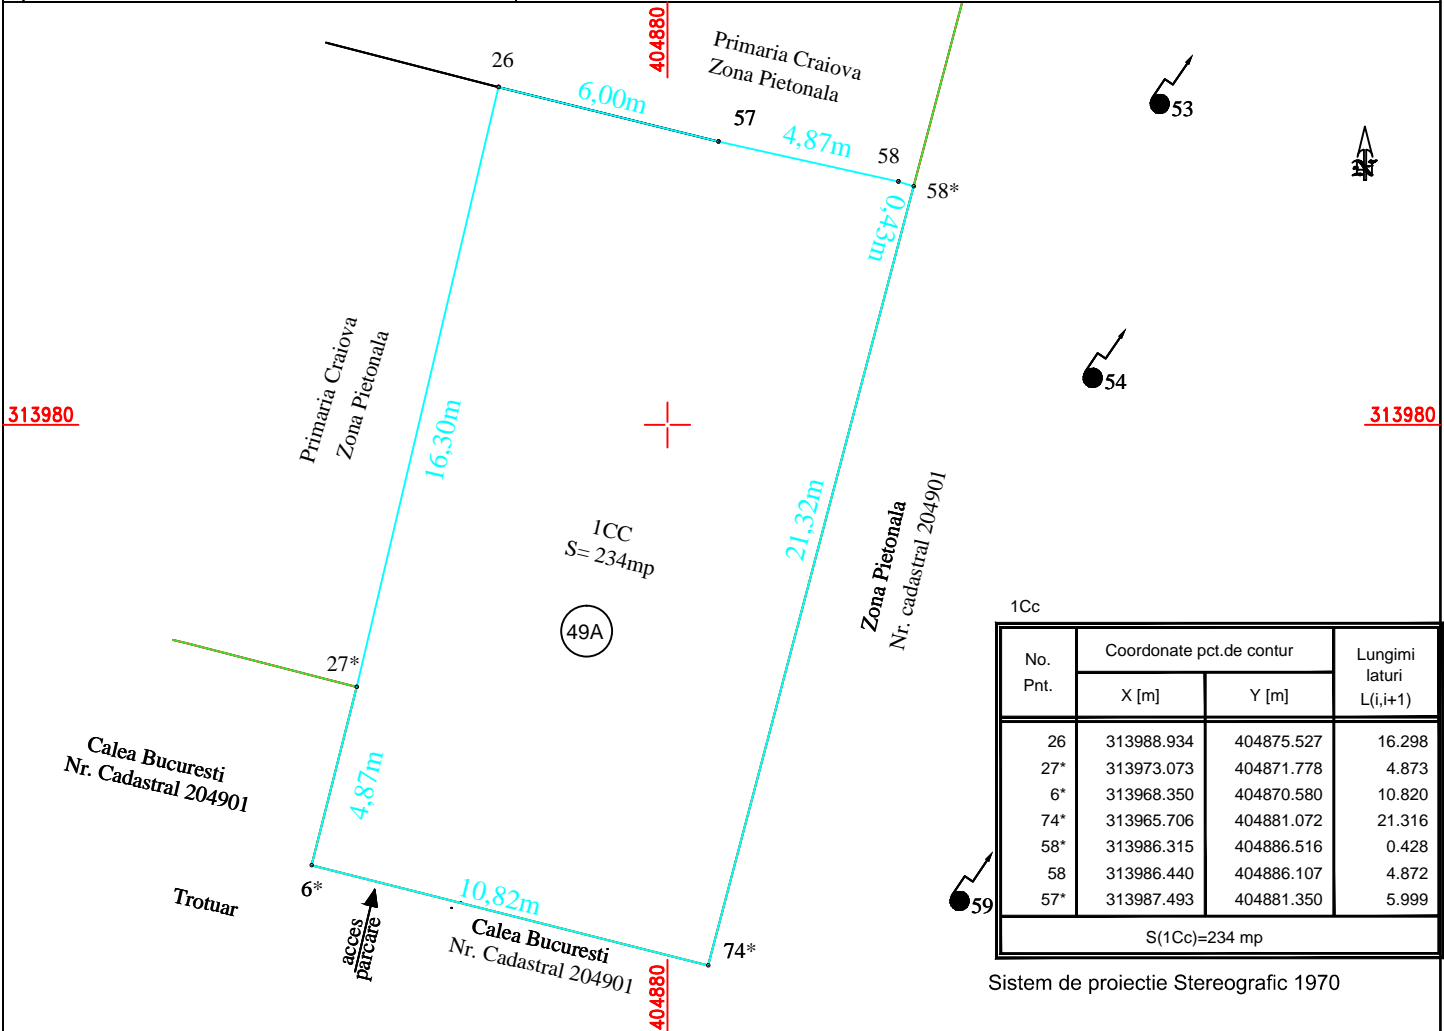 404880
Primaria Craiova
Zona Pietonala
26
6,00m
57
4,87m
58
58*
0,43m
53
54
313980
313980
Primaria Craiova
Zona Pietonala
16,30m
21,32m
1CC
S= 234mp
49A
Zona Pietonala
Nr. cadastral 204901
27*
Calea Bucuresti
Nr. Cadastral 204901
4,87m
6*
Trotuar
acces
parcare
10,82m
Calea Bucuresti
Nr. Cadastral 204901
74*
404880
59
1Cc
No. Pnt. Coordonate pct.de contur Lungimi laturi L(i,i+1)
X [m] Y [m]
26 313988.934 404875.527 16.298
27* 313973.073 404871.778 4.873
6* 313968.350 404870.580 10.820
74* 313965.706 404881.072 21.316
58* 313986.315 404886.516 0.428
58 313986.440 404886.107 4.872
57* 313987.493 404881.350 5.999
S(1Cc)=234 mp
Sistem de proiectie Stereografic 1970